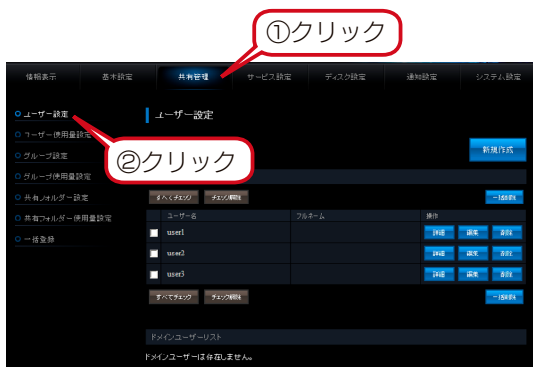 ①クリック
情報表示 基本設定 共有管理 サービス設定 ディスク設定 通知設定 システム設定
ユーザー設定
ユーザー使用量設定
グループ設定
グループ使用量設定
共有フォルダー設定
共有フォルダー使用量設定
一括登録
②クリック
ユーザー設定
新規作成
すべてチェック チェック解除 一括削除
ユーザー名 フルネーム 操作
user1 詳細 編集 削除
user2 詳細 編集 削除
user3 詳細 編集 削除
すべてチェック チェック解除 一括削除
ドメインユーザーリスト
ドメインユーザーは存在しません。